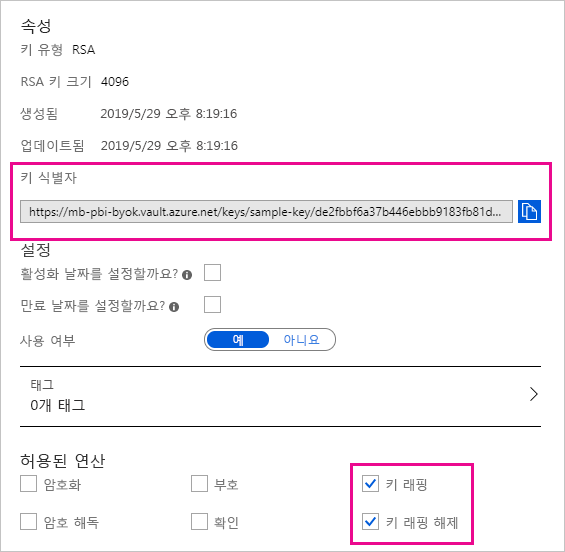 속성
키 유형 RSA
RSA 키 크기 4096
생성됨 2019/5/29 오후 8:19:16
업데이트됨 2019/5/29 오후 8:19:16
키 식별자
https://mb-pbi-byok.vault.azure.net/keys/sample-key/de2fbbf6a37b446ebbb9183fb81d...
설정
활성화 날짜를 설정할까요?
만료 날짜를 설정할까요?
사용 여부 예 아니요
태그
0개 태그
허용된 연산
암호화 부호 키 래핑
암호 해독 확인 키 래핑 해제